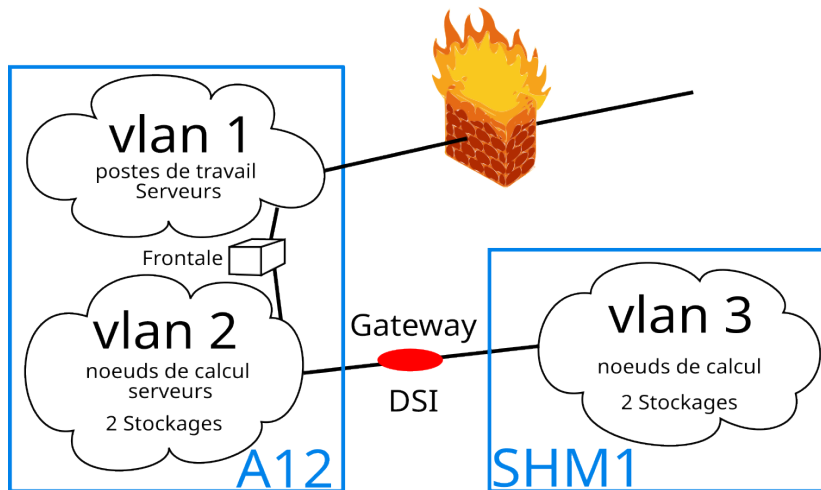 vlan 1
postes de travail
Serveurs
Frontale
vlan 2
noeuds de calcul
serveurs
2 Stockages
A12
Gateway
DSI
vlan 3
noeuds de calcul
2 Stockages
SHM1